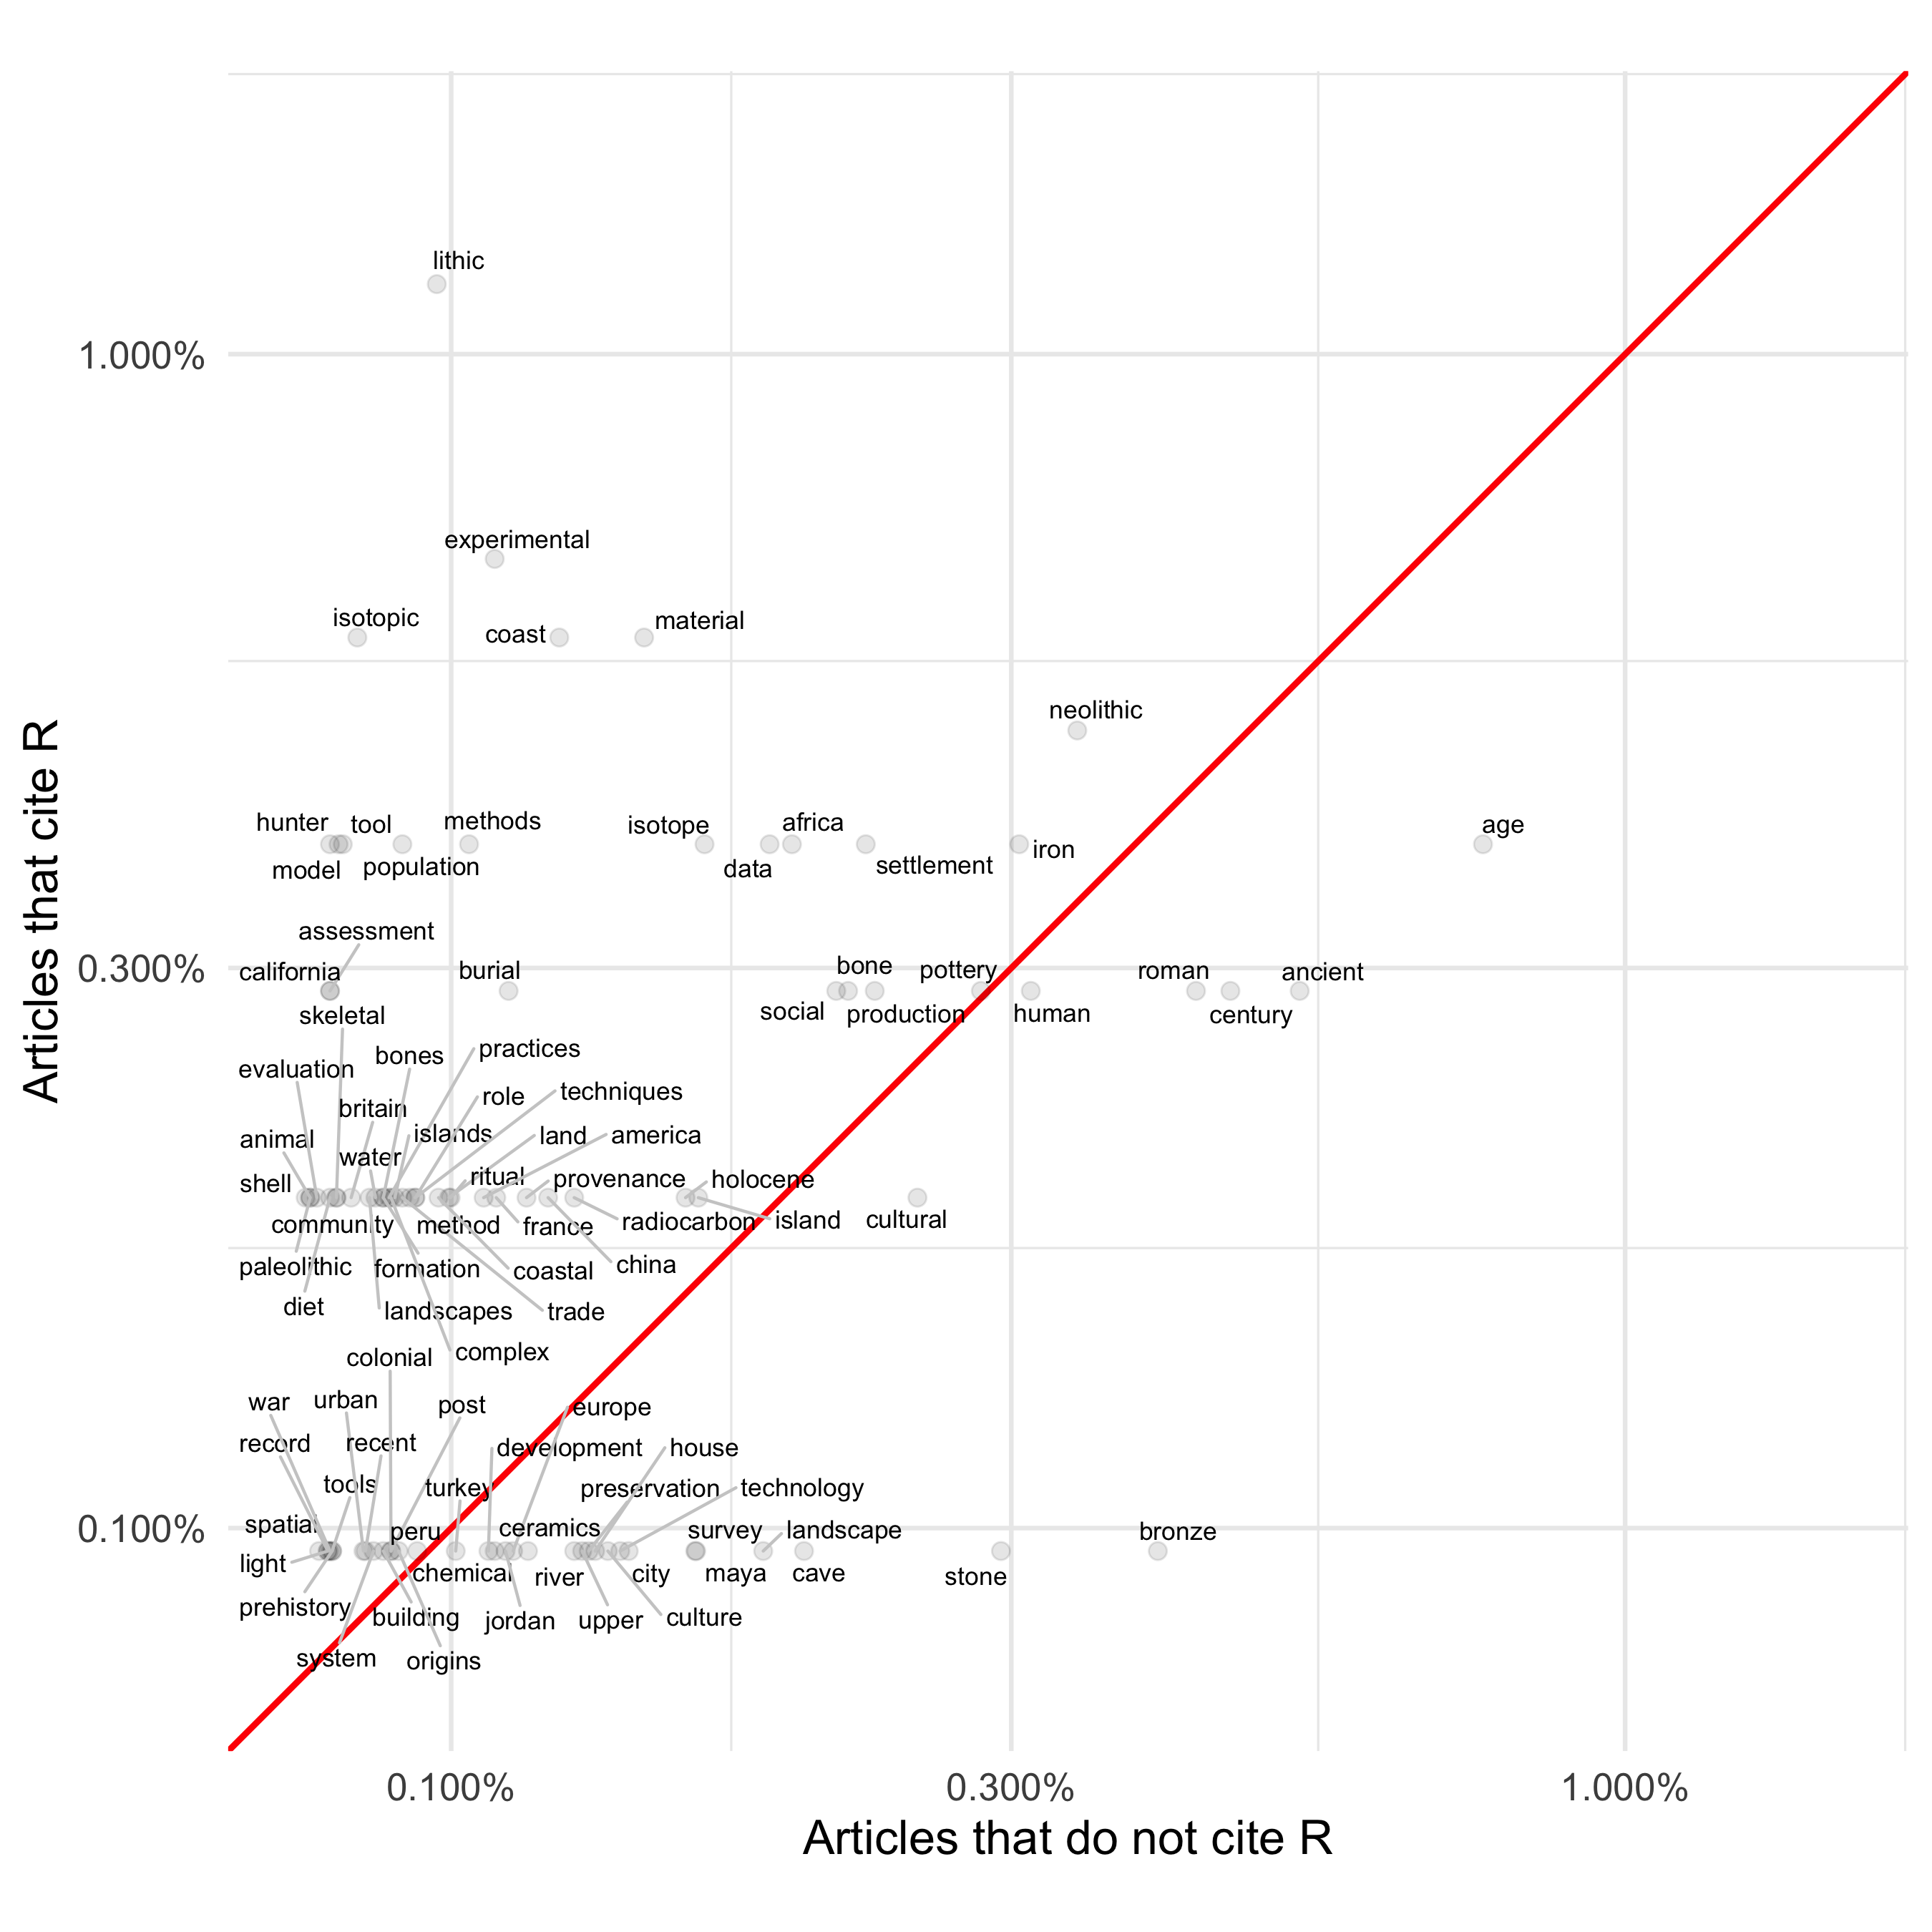 lithic
1.000%
experimental
isotopic
coast
material
neolithic
hunter
tool
methods
isotope
africa
age
model
population
data
settlement
iron
assessment
0.300%
california
burial
bone
pottery
roman
ancient
skeletal
social
production
human
century
evaluation
bones
practices
britain
role
techniques
animal
water
islands
land
america
shell
ritual
provenance
holocene
community
method
france
radiocarbon
island
cultural
paleolithic
formation
coastal
china
diet
landscapes
trade
colonial
complex
war
urban
post
europe
record
recent
development
house
tools
turkey
preservation
technology
0.100%
spatial
peru
ceramics
survey
landscape
bronze
light
chemical
river
city
maya
cave
stone
prehistory
building
jordan
upper
culture
system
origins
0.100%
0.300%
1.000%
Articles that do not cite R
Articles that cite R